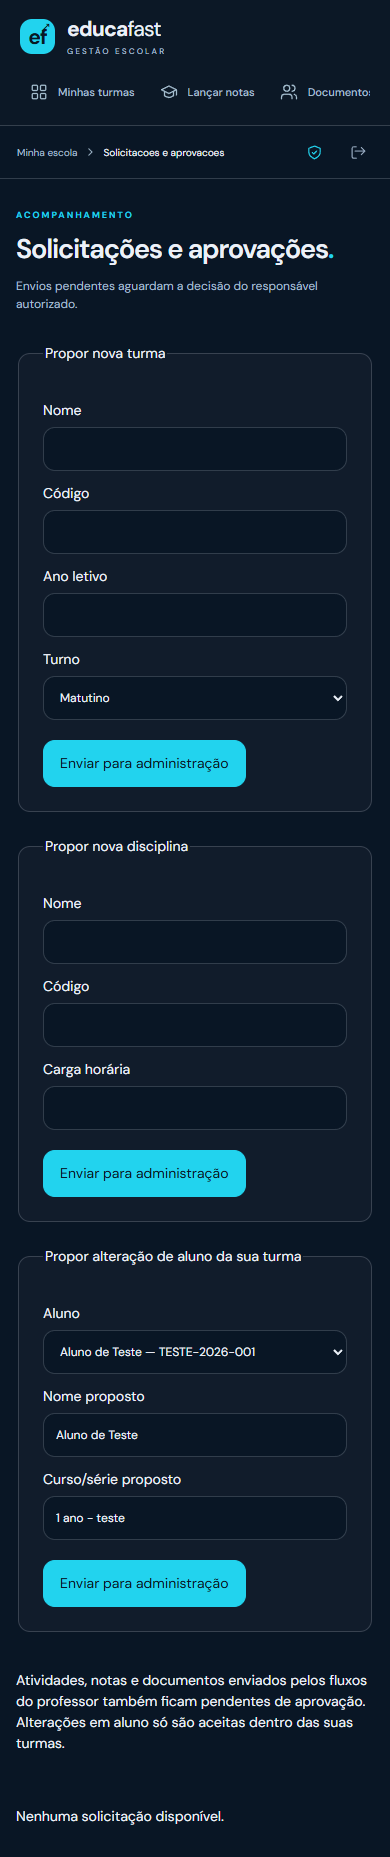 ef educafast
GESTÃO ESCOLAR
Minhas turmas Lançar notas Documentos
Minha escola Solicitacoes e aprovacoes
ACOMPANHAMENTO
Solicitações e aprovações.
Envios pendentes aguardam a decisão do responsável
autorizado.
Propor nova turma
Nome
Código
Ano letivo
Turno
Matutino
Enviar para administração
Propor nova disciplina
Nome
Código
Carga horária
Enviar para administração
Propor alteração de aluno da sua turma
Aluno
Aluno de Teste — TESTE-2026-001
Nome proposto
Aluno de Teste
Curso/série proposto
1 ano - teste
Enviar para administração
Atividades, notas e documentos enviados pelos fluxos
do professor também ficam pendentes de aprovação.
Alterações em aluno só são aceitas dentro das suas
turmas.
Nenhuma solicitação disponível.